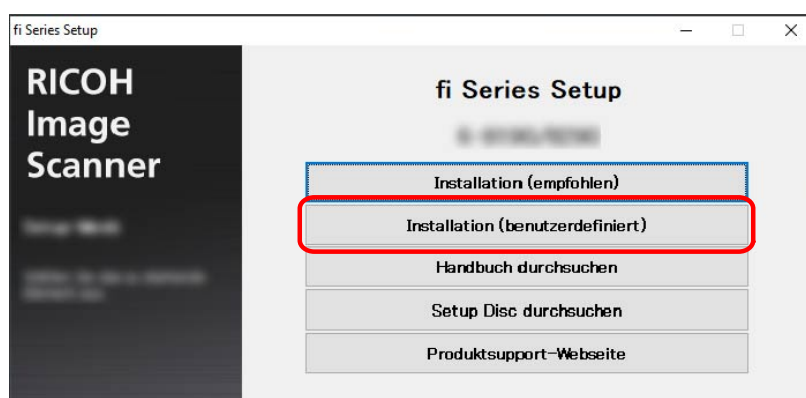 fi Series Setup
RICOH
Image
Scanner
fi Series Setup
Installation (empfohlen)
Installation (benutzerdefiniert)
Handbuch durchsuchen
Setup Disc durchsuchen
Produktsupport-Webseite